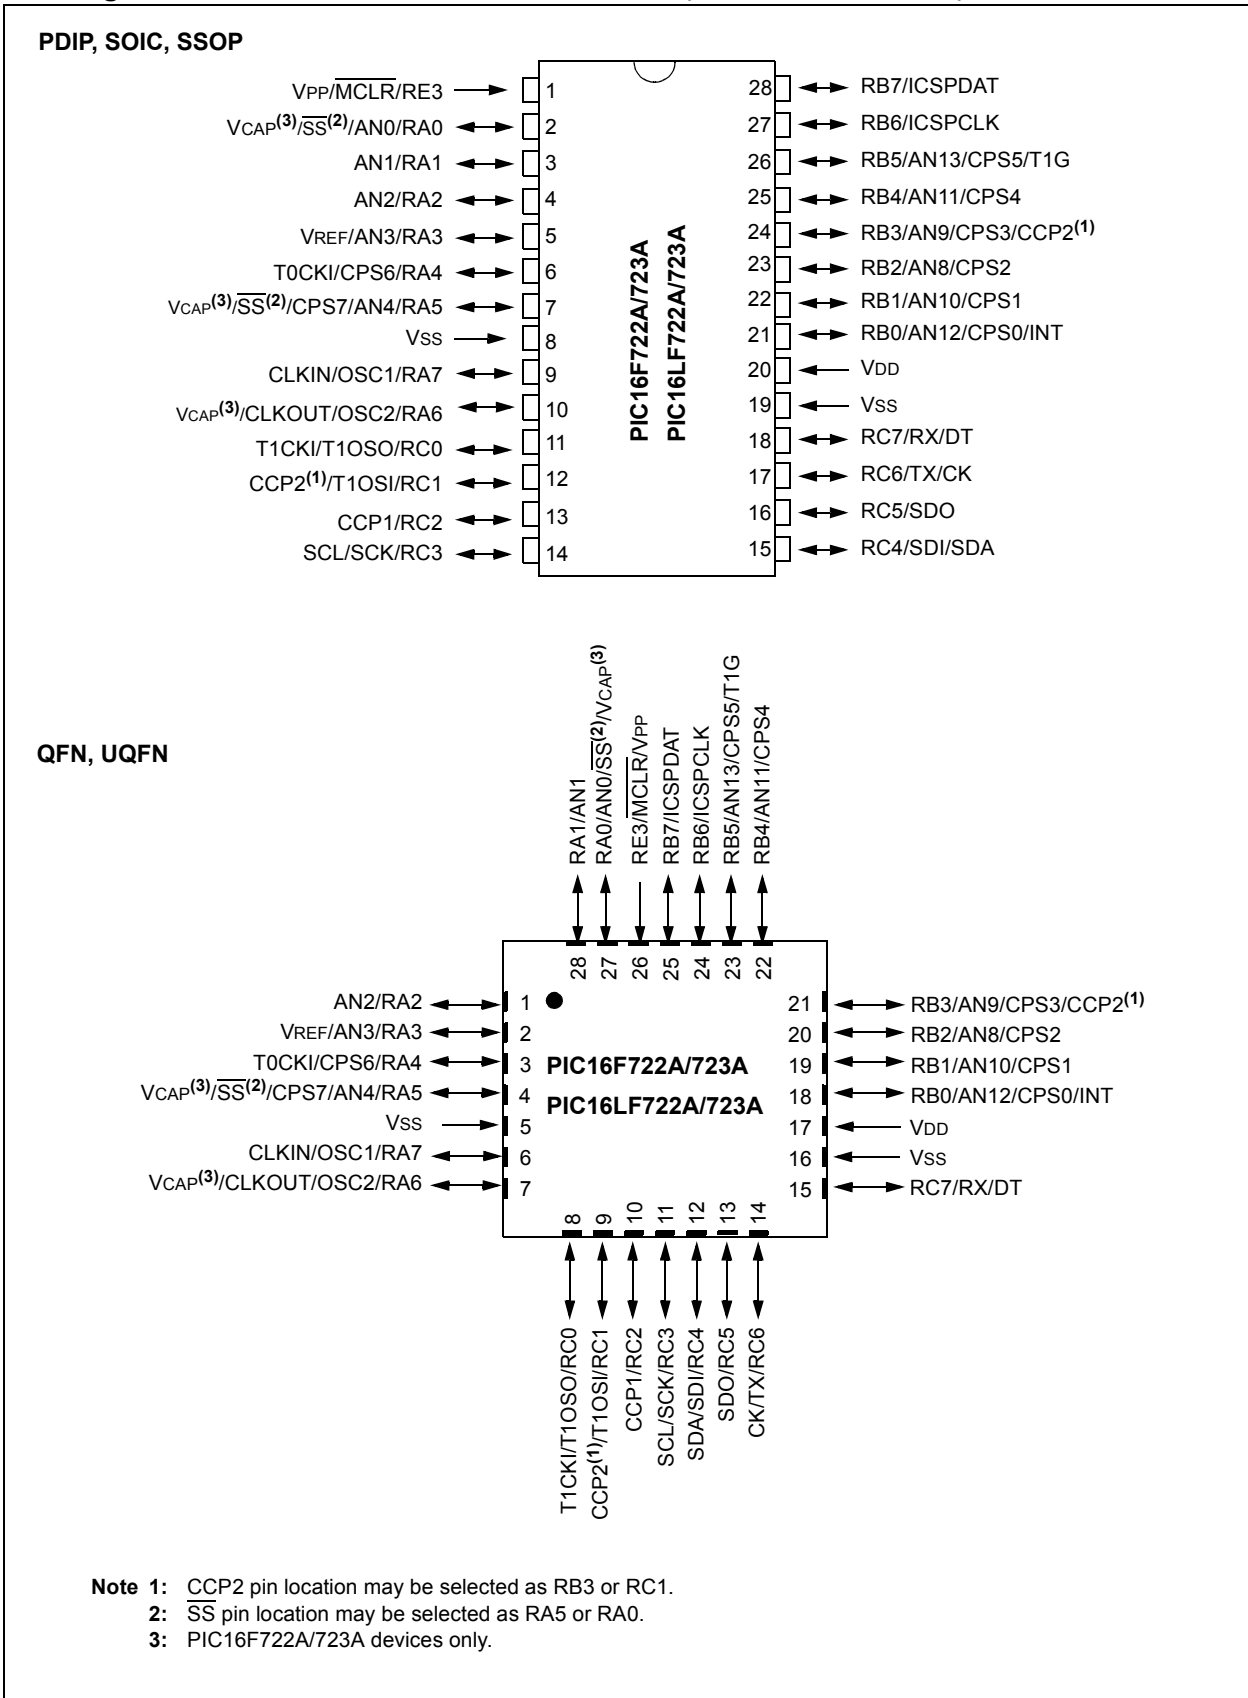 PDIP, SOIC, SSOP
VPP/MCLR/RE3
VCAP(3)/SS(2)/AN0/RA0
AN1/RA1
AN2/RA2
VREF/AN3/RA3
T0CKI/CPS6/RA4
VCAP(3)/SS(2)/CPS7/AN4/RA5
VSS
CLKIN/OSC1/RA7
VCAP(3)/CLKOUT/OSC2/RA6
T1CKI/T1OSO/RC0
CCP2(1)/T1OSI/RC1
CCP1/RC2
SCL/SCK/RC3
1
2
3
4
5
6
7
8
9
10
11
12
13
14
PIC16F722A/723A
PIC16LF722A/723A
28
27
26
25
24
23
22
21
20
19
18
17
16
15
RB7/ICSPDAT
RB6/ICSPCLK
RB5/AN13/CPS5/T1G
RB4/AN11/CPS4
RB3/AN9/CPS3/CCP2(1)
RB2/AN8/CPS2
RB1/AN10/CPS1
RB0/AN12/CPS0/INT
VDD
VSS
RC7/RX/DT
RC6/TX/CK
RC5/SDO
RC4/SDI/SDA
QFN, UQFN
RA1/AN1
RA0/AN0/SS(2)/VCAP(3)
RE3/MCLR/VPP
RB7/ICSPDAT
RB6/ICSPCLK
RB5/AN13/CPS5/T1G
RB4/AN11/CPS4
28
27
26
25
24
23
22
AN2/RA2
VREF/AN3/RA3
T0CKI/CPS6/RA4
VCAP(3)/SS(2)/CPS7/AN4/RA5
VSS
CLKIN/OSC1/RA7
VCAP(3)/CLKOUT/OSC2/RA6
1
2
3
4
5
6
7
PIC16F722A/723A
PIC16LF722A/723A
21
20
19
18
17
16
15
RB3/AN9/CPS3/CCP2(1)
RB2/AN8/CPS2
RB1/AN10/CPS1
RB0/AN12/CPS0/INT
VDD
VSS
RC7/RX/DT
8
9
10
11
12
13
14
T1CKI/T1OSO/RC0
CCP2(1)/T1OSI/RC1
CCP1/RC2
SCL/SCK/RC3
SDA/SDI/RC4
SDO/RC5
CK/TX/RC6
Note 1: CCP2 pin location may be selected as RB3 or RC1.
2: SS pin location may be selected as RA5 or RA0.
3: PIC16F722A/723A devices only.